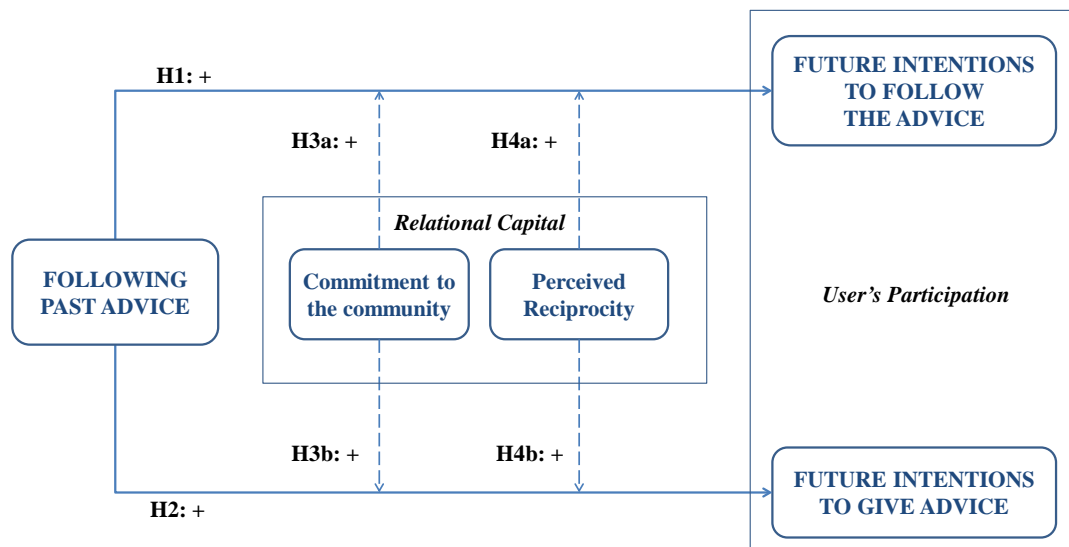 H1: +
FUTURE INTENTIONS
TO FOLLOW
THE ADVICE
H3a: +
H4a: +
Relational Capital
FOLLOWING
PAST ADVICE
Commitment to
the community
Perceived
Reciprocity
User’s Participation
H3b: +
H4b: +
H2: +
FUTURE INTENTIONS
TO GIVE ADVICE